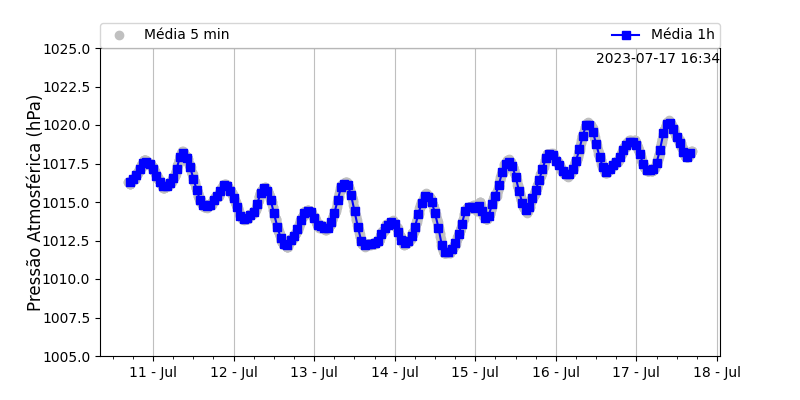 Média 5 min
Média 1h
2023-07-17 16:34
Pressão Atmosférica (hPa)
1025.0
1022.5
1020.0
1017.5
1015.0
1012.5
1010.0
1007.5
1005.0
11 - Jul
12 - Jul
13 - Jul
14 - Jul
15 - Jul
16 - Jul
17 - Jul
18 - Jul